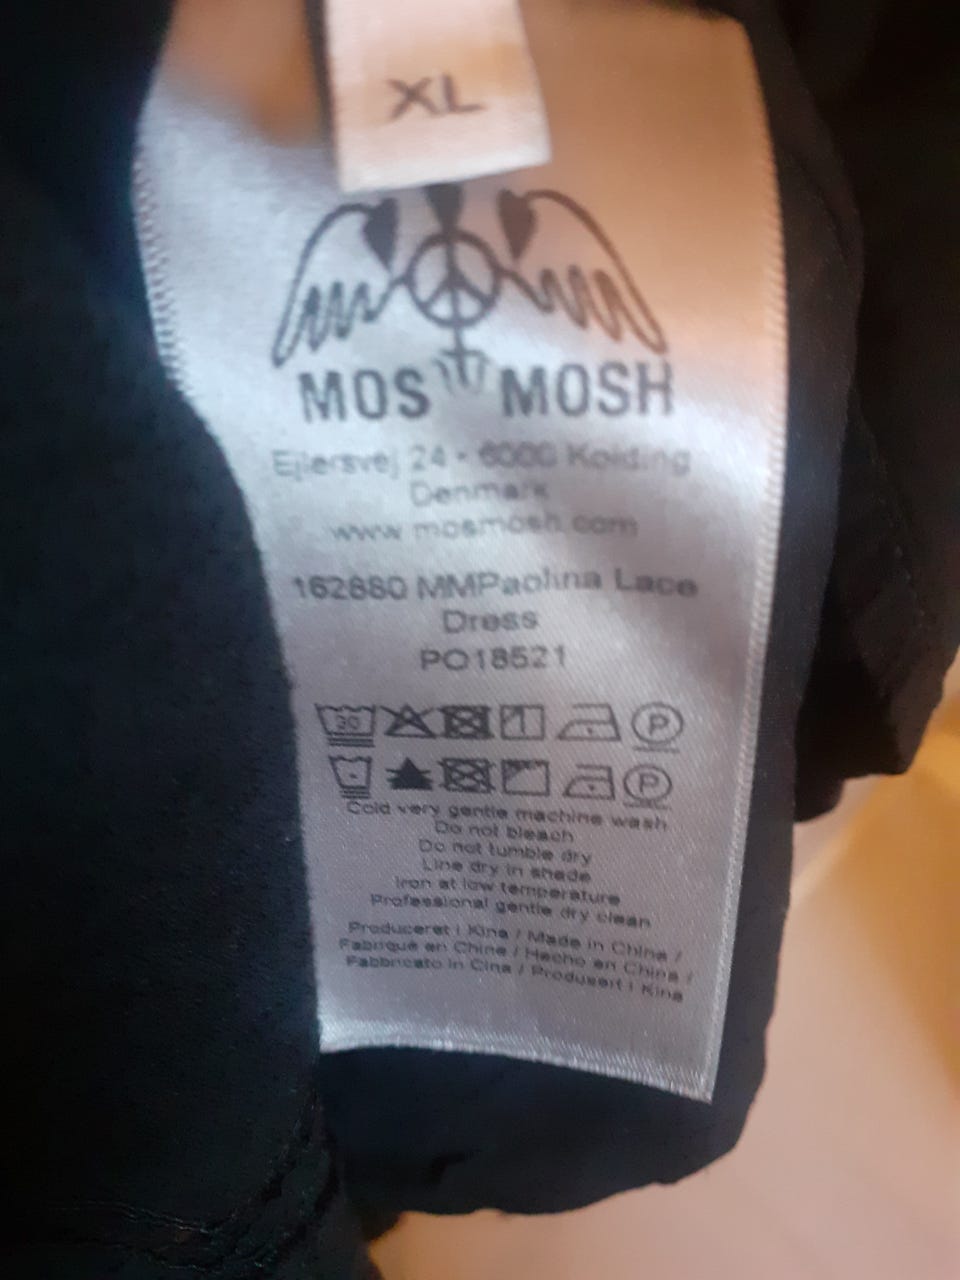 XL
MOS MOSH
Ejlersvej 24 - 6000 Kolding
Denmark
www.mosmosh.com
162880 MMPaolina Lace
Dress
PO18521
30
P
P
Cold very gentle machine wash
Do not bleach
Do not tumble dry
Line dry in shade
Iron at low temperature
Professional gentle dry clean
Produceret i Kina / Made in China /
Fabriqué en Chine / Hecho en China /
Fabbricato in Cina / Produsert i Kina